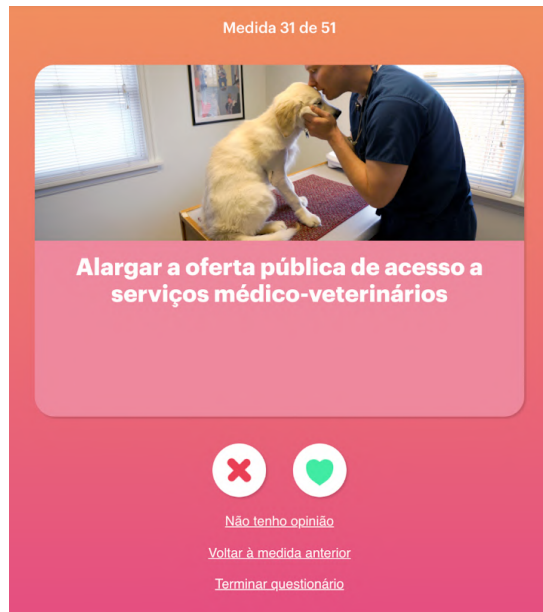 Medida 31 de 51
Alargar a oferta pública de acesso a
serviços médico-veterinários
Não tenho opinião
Voltar à medida anterior
Terminar questionário